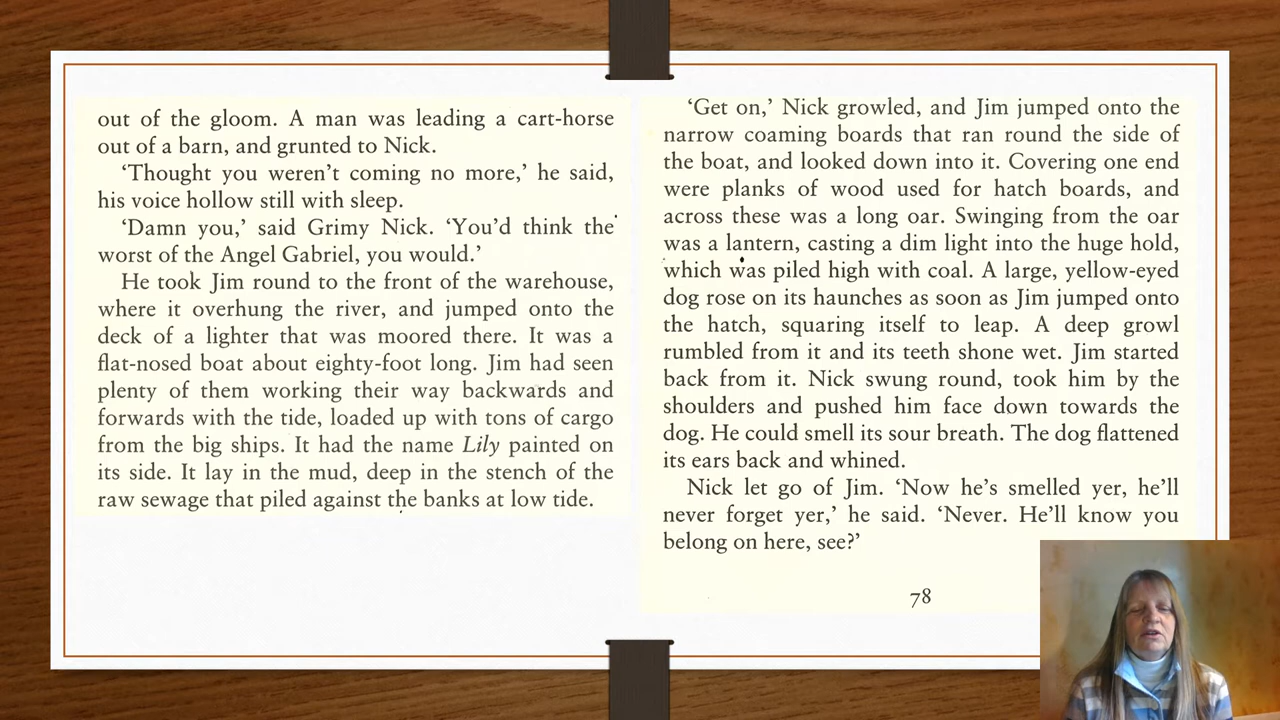 out of the gloom. A man was leading a cart-horse
out of a barn, and grunted to Nick.
‘Thought you weren’t coming no more,’ he said,
his voice hollow still with sleep.
‘Damn you,’ said Grimy Nick. ‘You’d think the
worst of the Angel Gabriel, you would.’
He took Jim round to the front of the warehouse,
where it overhung the river, and jumped onto the
deck of a lighter that was moored there. It was a
flat-nosed boat about eighty-foot long. Jim had seen
plenty of them working their way backwards and
forwards with the tide, loaded up with tons of cargo
from the big ships. It had the name Lily painted on
its side. It lay in the mud, deep in the stench of the
raw sewage that piled against the banks at low tide.
‘Get on,’ Nick growled, and Jim jumped onto the
narrow coaming boards that ran round the side of
the boat, and looked down into it. Covering one end
were planks of wood used for hatch boards, and
across these was a long oar. Swinging from the oar
was a lantern, casting a dim light into the huge hold,
which was piled high with coal. A large, yellow-eyed
dog rose on its haunches as soon as Jim jumped onto
the hatch, squaring itself to leap. A deep growl
rumbled from it and its teeth shone wet. Jim started
back from it. Nick swung round, took him by the
shoulders and pushed him face down towards the
dog. He could smell its sour breath. The dog flattened
its ears back and whined.
Nick let go of Jim. ‘Now he’s smelled yer, he’ll
never forget yer,’ he said. ‘Never. He’ll know you
belong on here, see?’
78